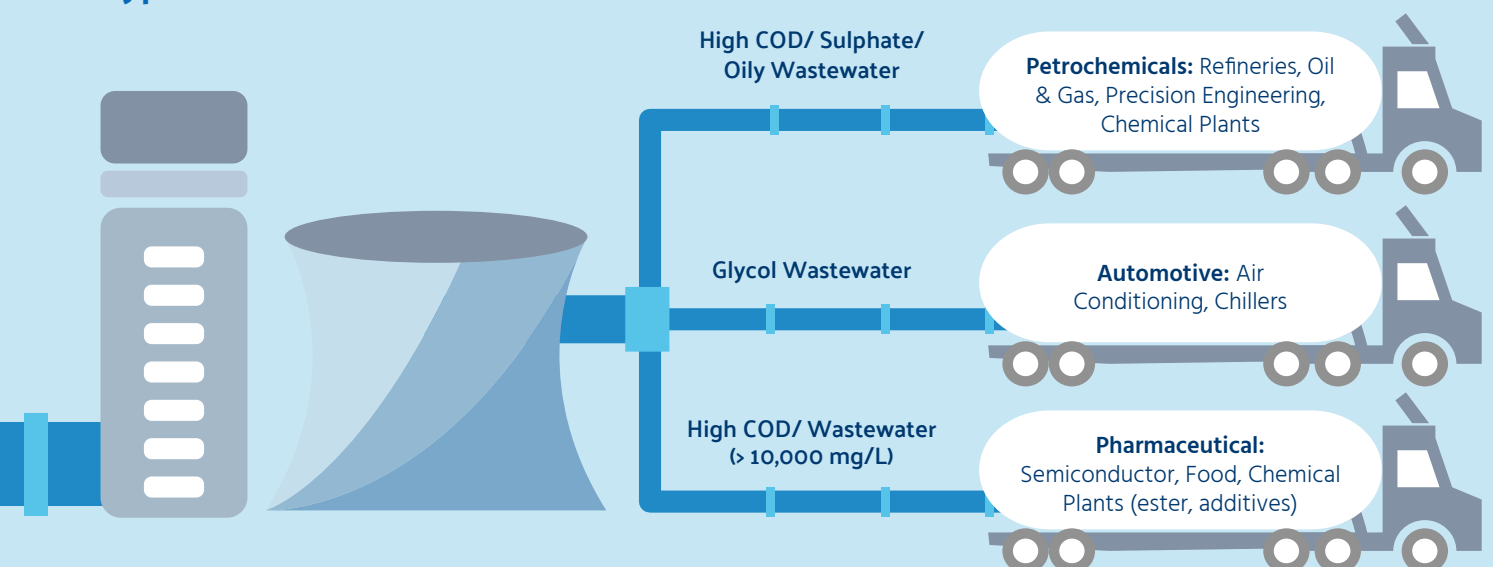 High COD/ Sulphate/
Oily Wastewater
Petrochemicals: Refineries, Oil
& Gas, Precision Engineering,
Chemical Plants
Glycol Wastewater
Automotive: Air
Conditioning, Chillers
High COD/ Wastewater
(> 10,000 mg/L)
Pharmaceutical:
Semiconductor, Food, Chemical
Plants (ester, additives)